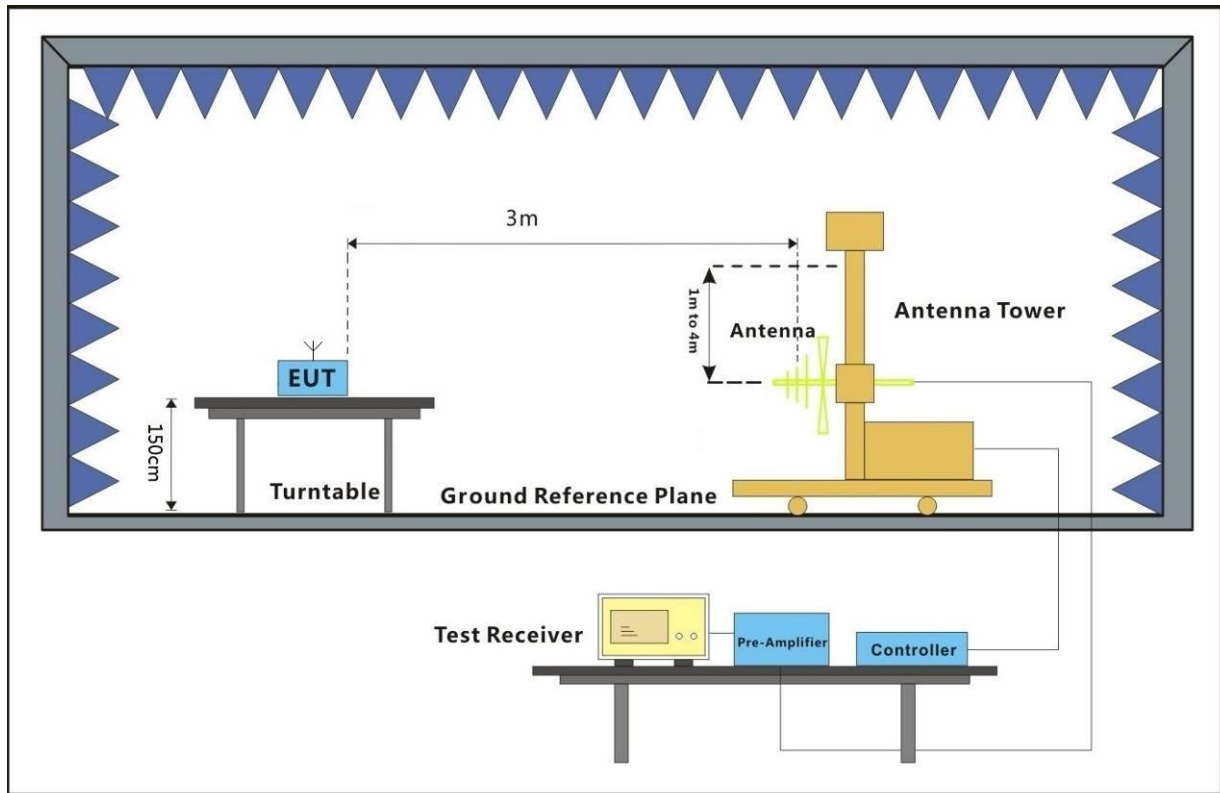 3m
1m to 4m
Antenna
Antenna Tower
EUT
150cm
Turntable
Ground Reference Plane
Test Receiver
Pre-Amplifier
Controller